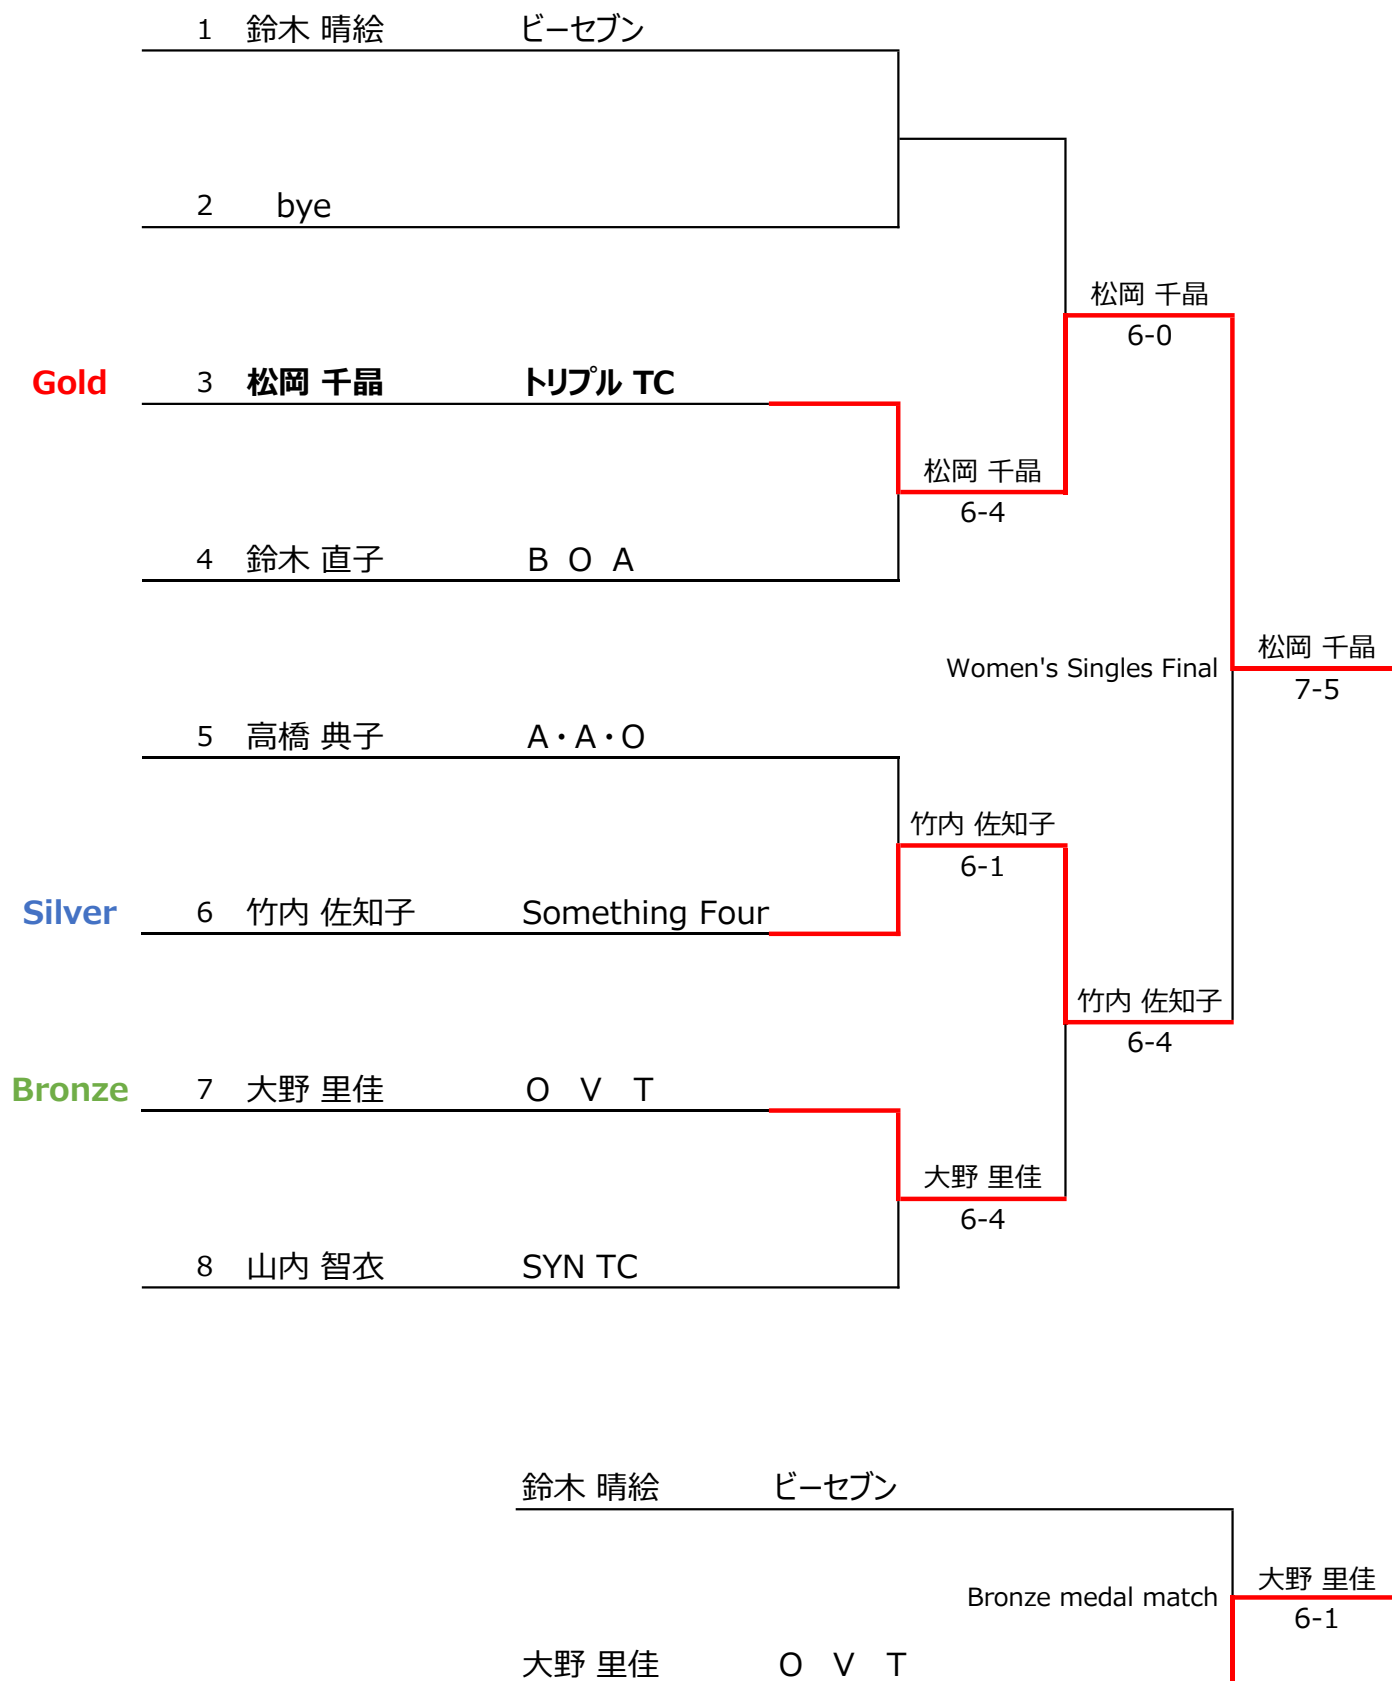 1 鈴木 晴絵 ビーセブン
2 bye
松岡 千晶
6-0
Gold 3 松岡 千晶 トリプル TC
松岡 千晶
6-4
4 鈴木 直子 B O A
松岡 千晶
Women's Singles Final
7-5
5 高橋 典子 A・A・O
竹内 佐知子
6-1
Silver 6 竹内 佐知子 Something Four
竹内 佐知子
6-4
Bronze 7 大野 里佳 O V T
大野 里佳
6-4
8 山内 智衣 SYN TC
鈴木 晴絵 ビーセブン
大野 里佳
Bronze medal match
6-1
大野 里佳 O V T